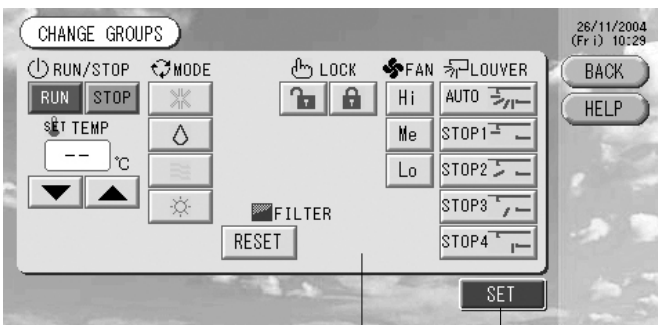 26/11/2004
(Fri) 10:29
CHANGE GROUPS
BACK
HELP
RUN/STOP
MODE
LOCK
FAN
LOUVER
RUN
STOP
Hi
AUTO
SET TEMP
Me
STOP1
-- °C
Lo
STOP2
FILTER
STOP3
RESET
STOP4
SET